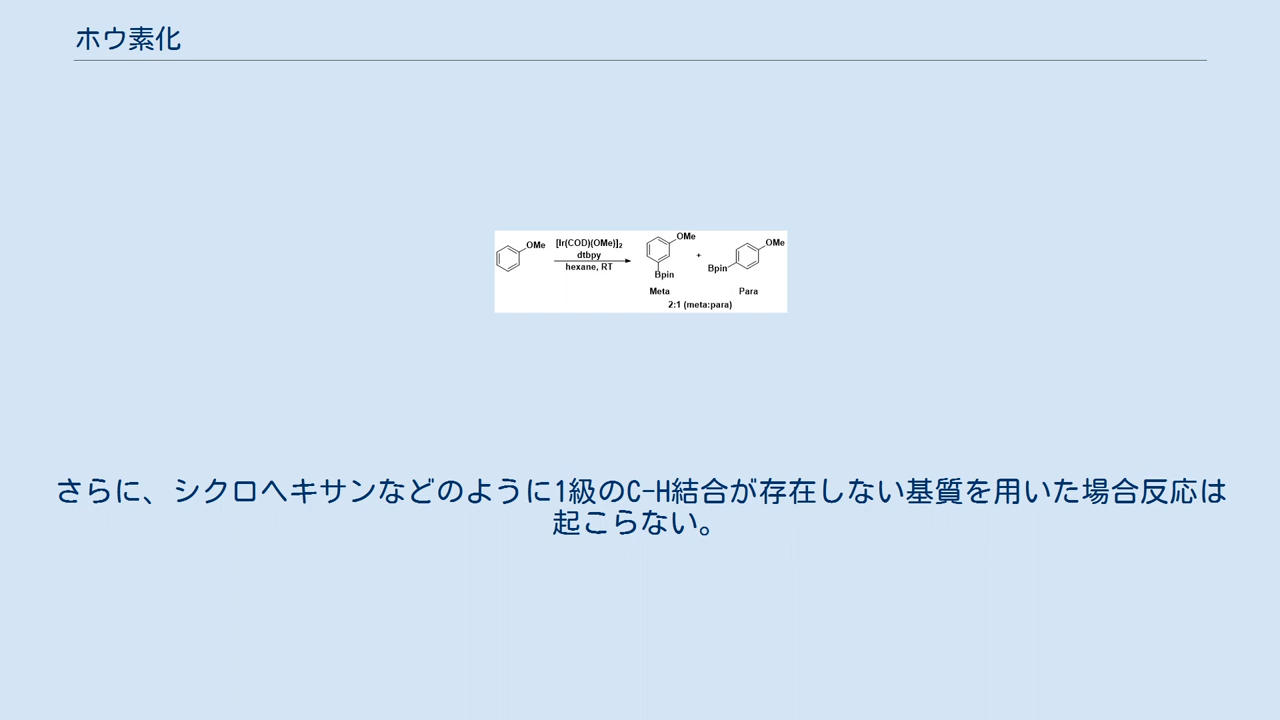 ホウ素化
OMe
[Ir(COD)(OMe)]2
dtbpy
hexane, RT
OMe
Bpin
Meta
+
OMe
Bpin
Para
2:1 (meta:para)
さらに、シクロヘキサンなどのように1級のC-H結合が存在しない基質を用いた場合反応は
起こらない。